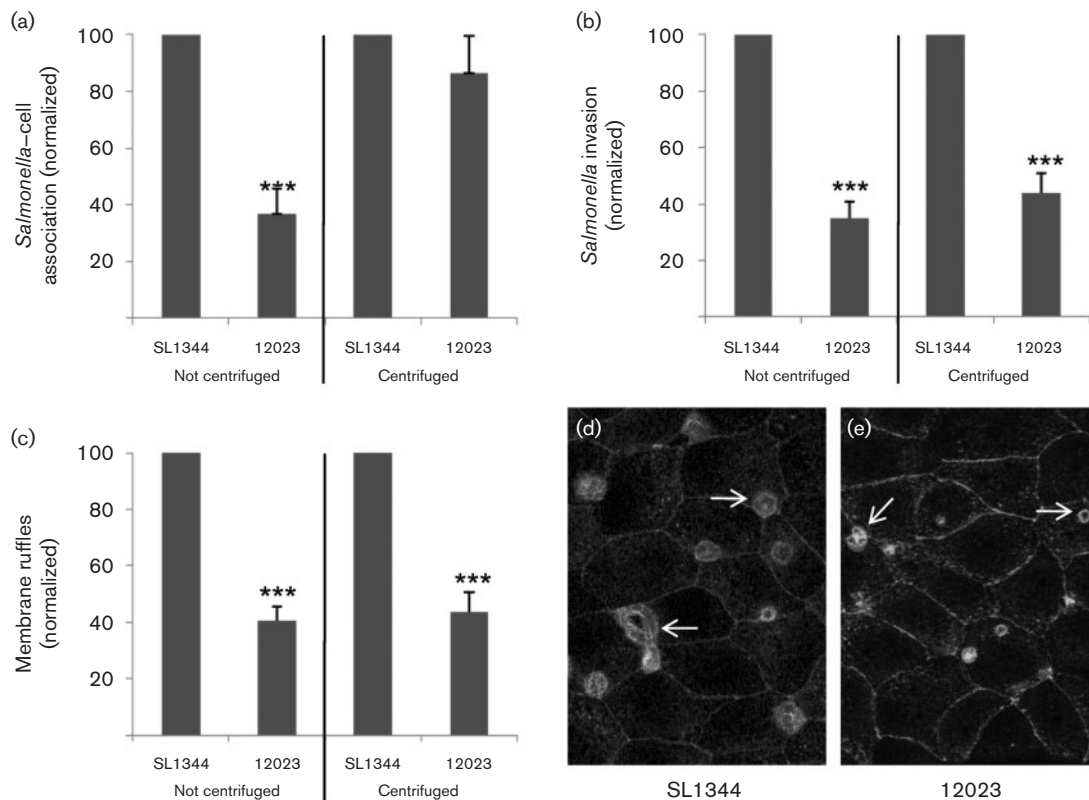 (a)
Salmonella–cell
association (normalized)
100
80
60
40
20
***
SL1344 12023 SL1344 12023
Not centrifuged Centrifuged
(b)
Salmonella invasion
(normalized)
100
80
60
40
20
***
***
SL1344 12023 SL1344 12023
Not centrifuged Centrifuged
(c)
Membrane ruffles
(normalized)
100
80
60
40
20
***
***
SL1344 12023 SL1344 12023
Not centrifuged Centrifuged
(d)
(e)
SL1344 12023